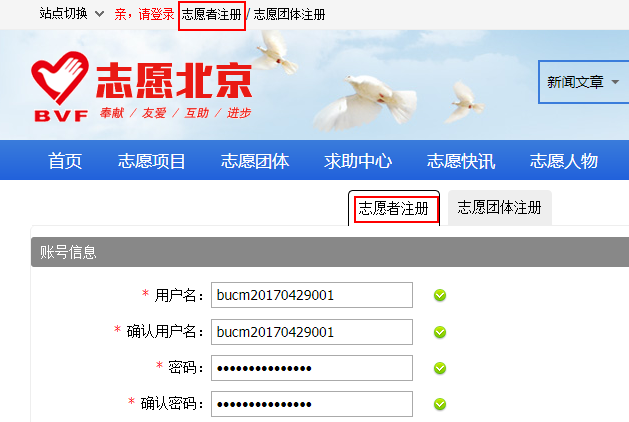 站点切换 亲，请登录 志愿者注册 / 志愿团体注册
志愿北京
BVF 奉献 / 友爱 / 互助 / 进步
新闻文章
首页 志愿项目 志愿团体 求助中心 志愿快讯 志愿人物
志愿者注册 志愿团体注册
账号信息
* 用户名： bucm20170429001
* 确认用户名： bucm20170429001
* 密码： •••••••••••••••
* 确认密码： •••••••••••••••